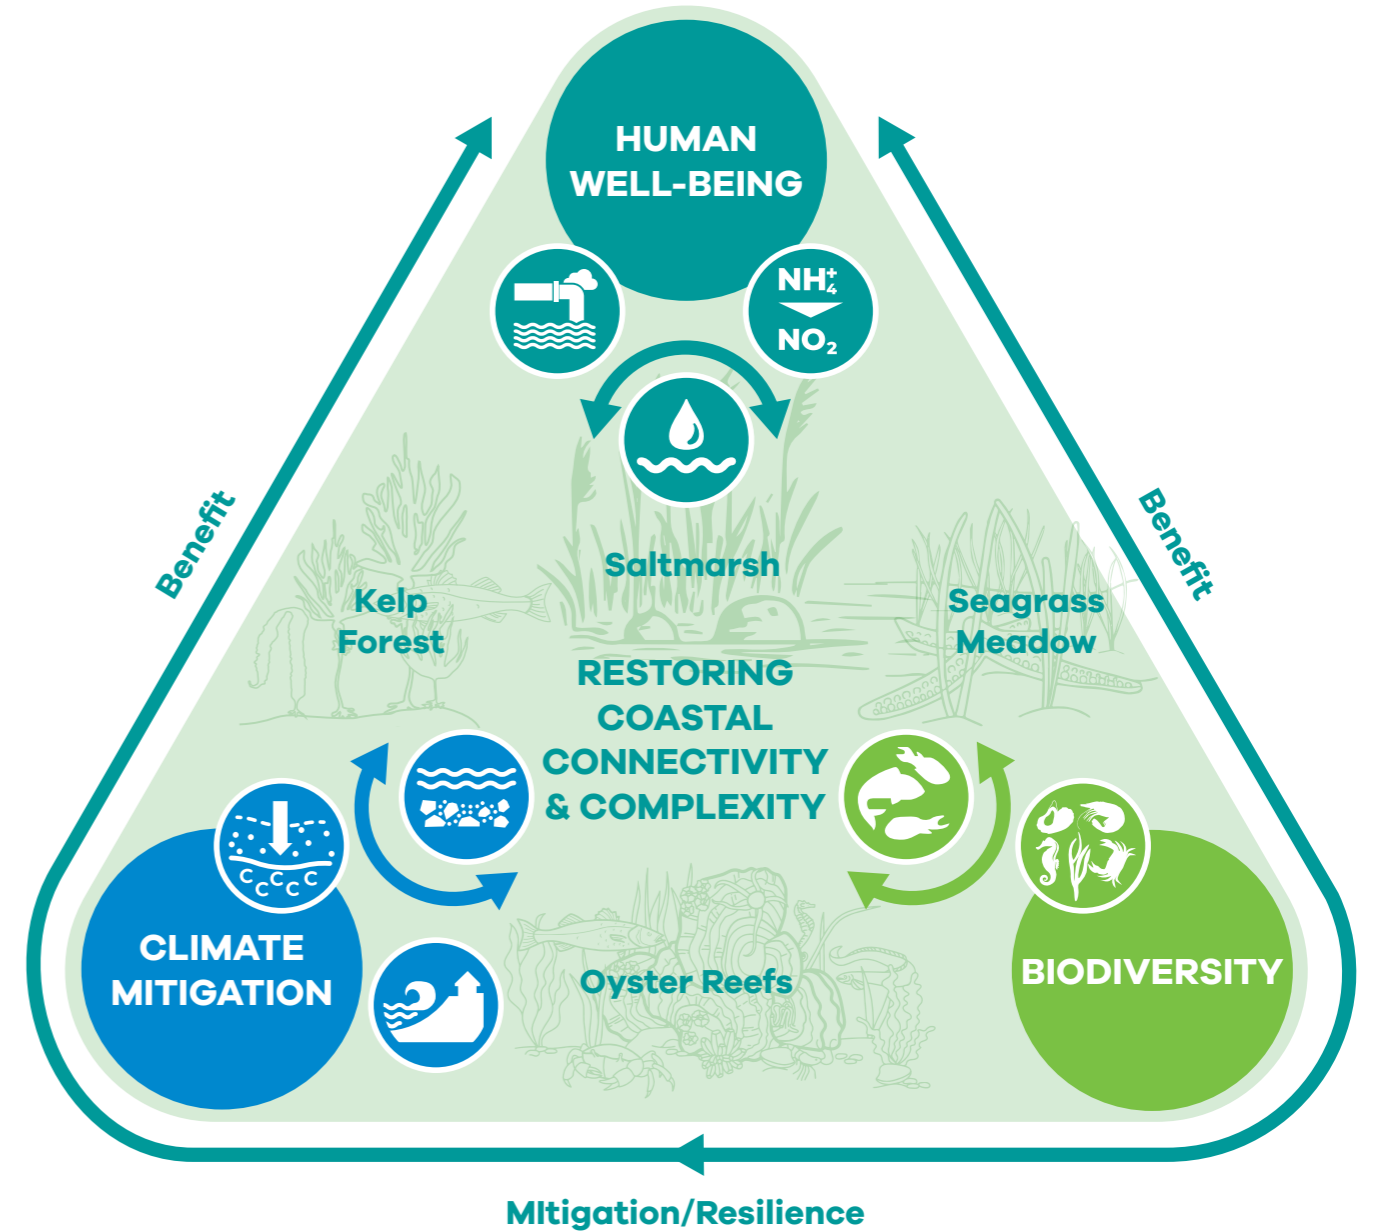 HUMAN
WELL-BEING
NH₄⁺
NO₂
Benefit
Benefit
Saltmarsh
Kelp
Forest
Seagrass
Meadow
RESTORING
COASTAL
CONNECTIVITY
& COMPLEXITY
C C C C C
CLIMATE
MITIGATION
BIODIVERSITY
Oyster Reefs
MItigation/Resilience